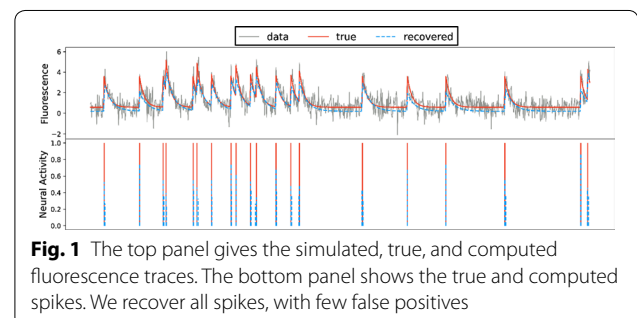 data true recovered
Fluorescence
6
4
2
0
−2
Neural Activity
1.0
0.8
0.6
0.4
0.2
0.0
Fig. 1 The top panel gives the simulated, true, and computed
fluorescence traces. The bottom panel shows the true and computed
spikes. We recover all spikes, with few false positives